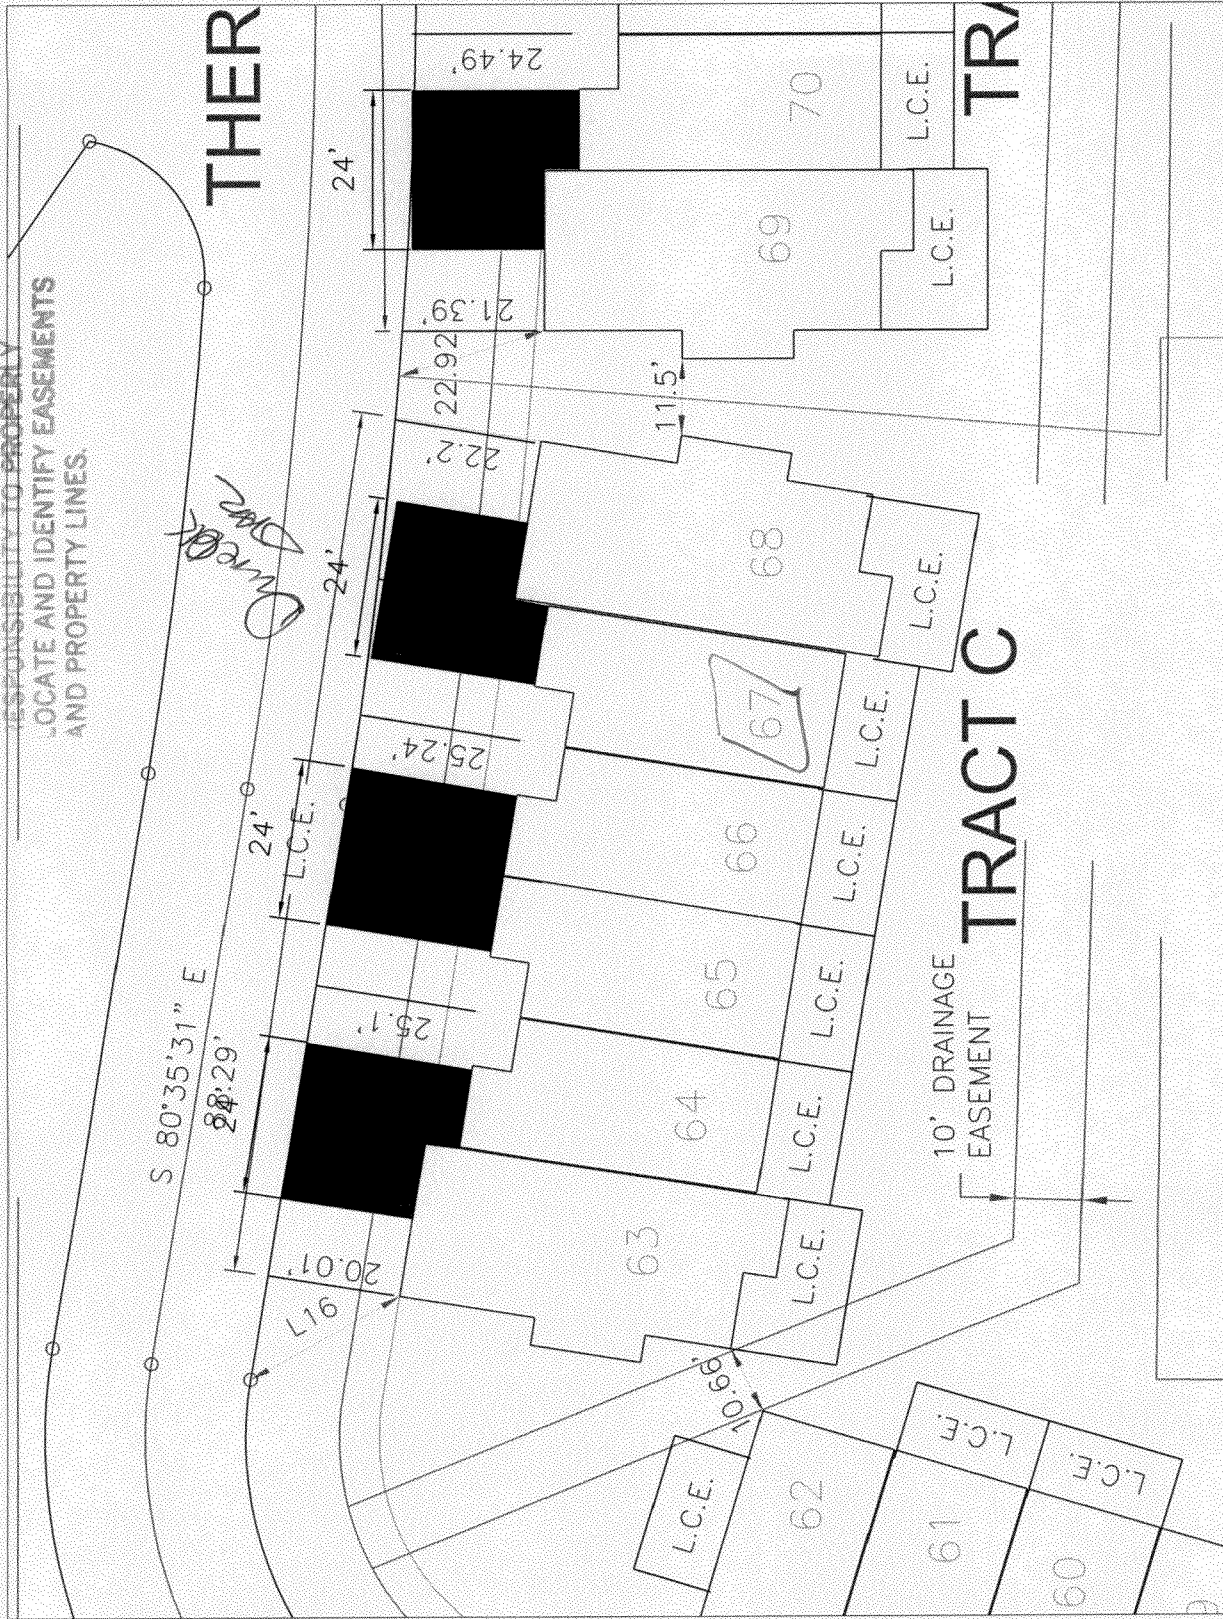 THER
TRA
ESPONSIBILITY TO PROPERLY
LOCATE AND IDENTIFY EASEMENTS
AND PROPERTY LINES.
24.49'
24'
70
L.C.E.
69
L.C.E.
21.39'
22.92
11.5'
22.2'
24'
68
L.C.E.
67
L.C.E.
25.24'
24'
L.C.E.
66
L.C.E.
65
L.C.E.
25.1'
S 80°35'31" E
24'
64
L.C.E.
TRACT C
10' DRAINAGE
EASEMENT
63
L.C.E.
20.01'
L16
10.66'
L.C.E.
62
L.C.E.
61
L.C.E.
60
9